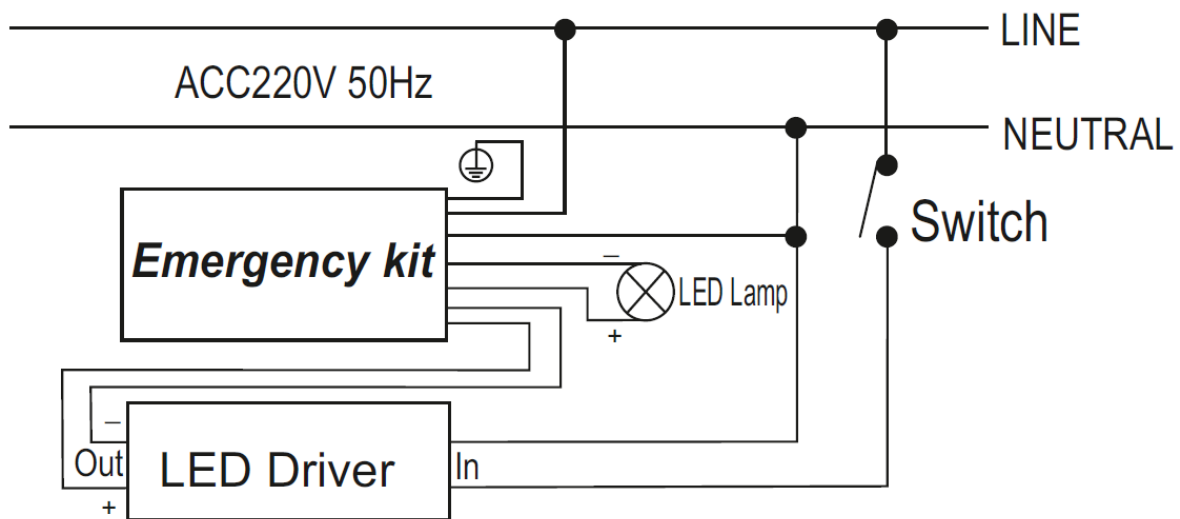 LINE
ACC220V 50Hz
NEUTRAL
Switch
Emergency kit
−
LED Lamp
+
−
Out
LED Driver
In
+